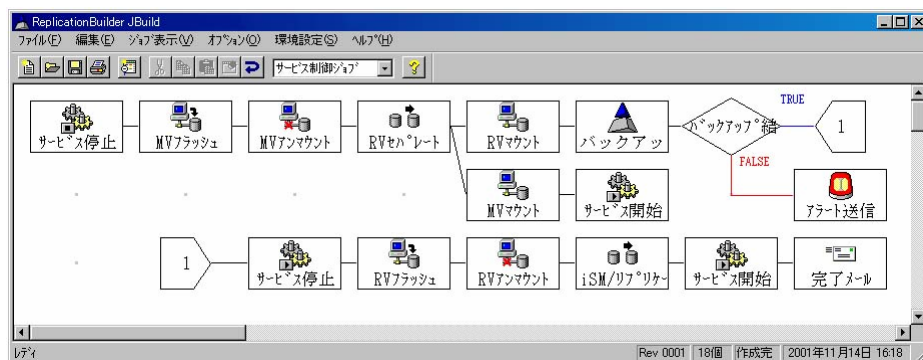 ReplicationBuilder JBuild
ファイル(F) 編集(E) ジョブ表示(V) オプション(O) 環境設定(S) ヘルプ(H)
サービス制御ジョブ
サービス停止 MVフラッシュ MVアンマウント RVセパレート RVマウント バックアッ バックアップ結 TRUE 1
FALSE
MVマウント サービス開始 アラート送信
1 サービス停止 RVフラッシュ RVアンマウント iSM/リプリケー サービス開始 完了メール
レディ Rev 0001 18個 作成完 2001年11月14日 16:18